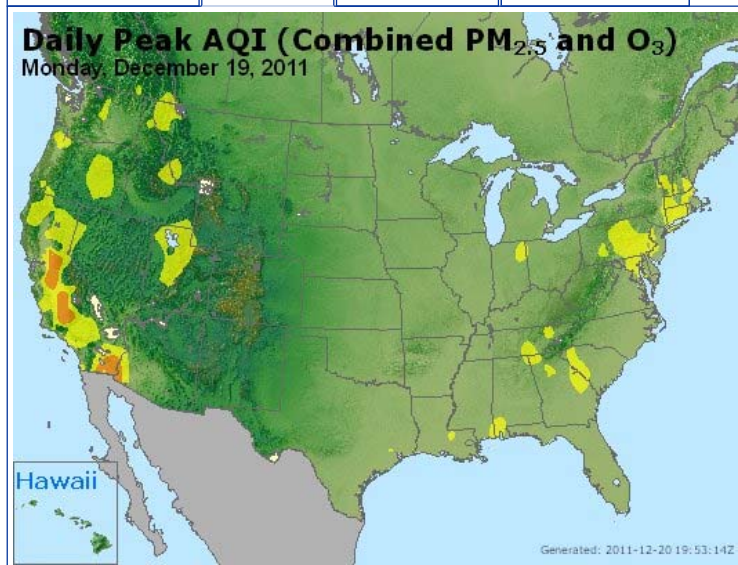 Daily Peak AQI (Combined PM2.5 and O3)
Monday, December 19, 2011
Hawaii
Generated: 2011-12-20 19:53:14Z